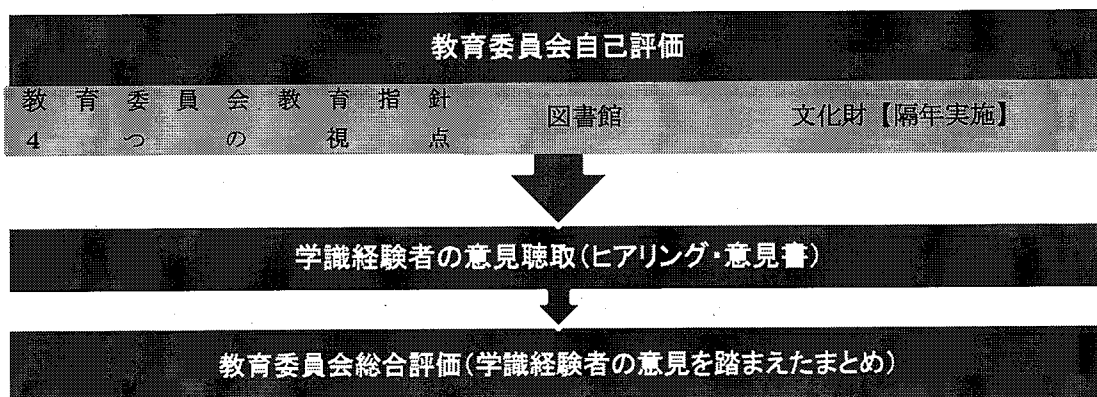 教育委員会自己評価
教育委員会教育指針
4つの視点
図書館
文化財【隔年実施】
学識経験者の意見聴取(ヒアリング・意見書)
教育委員会総合評価(学識経験者の意見を踏まえたまとめ)